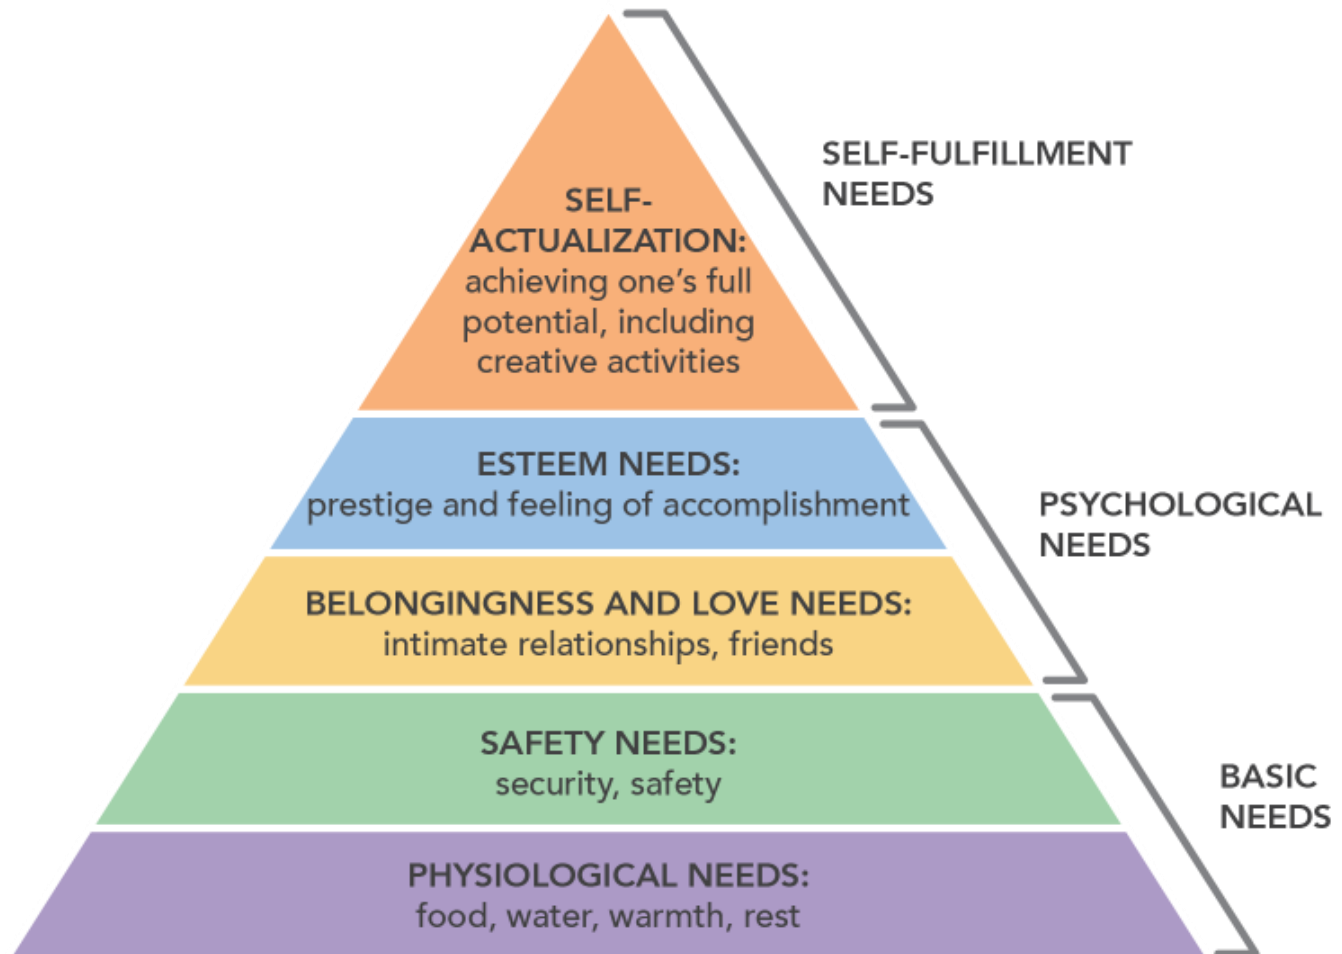 SELF-
ACTUALIZATION:
achieving one’s full
potential, including
creative activities
SELF-FULFILLMENT
NEEDS
ESTEEM NEEDS:
prestige and feeling of accomplishment
PSYCHOLOGICAL
NEEDS
BELONGINGNESS AND LOVE NEEDS:
intimate relationships, friends
SAFETY NEEDS:
security, safety
BASIC
NEEDS
PHYSIOLOGICAL NEEDS:
food, water, warmth, rest